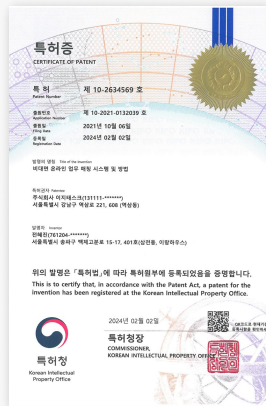 특허증
CERTIFICATE OF PATENT
특 허 제 10-2634569 호
Patent Number
출원번호 제 10-2021-0132039 호
Application Number
출원일 2021년 10월 06일
Filing Date
등록일 2024년 02월 02일
Registration Date
발명의 명칭 Title of the Invention
비대면 온라인 업무 매칭 시스템 및 방법
특허권자 Patentee
주식회사 이지태스크(131111-*******)
서울특별시 강남구 역삼로 221, 608 (역삼동)
발명자 Inventor
전혜진(761204-*******)
서울특별시 송파구 백제고분로 15-17, 401호(삼전동, 이랑하우스)
위의 발명은 「특허법」에 따라 특허원부에 등록되었음을 증명합니다.
This is to certify that, in accordance with the Patent Act, a patent for the
invention has been registered at the Korean Intellectual Property Office.
2024년 02월 02일
특허청장
COMMISSIONER,
KOREAN INTELLECTUAL PROPERTY OFFICE
특허청
Korean Intellectual
Property Office